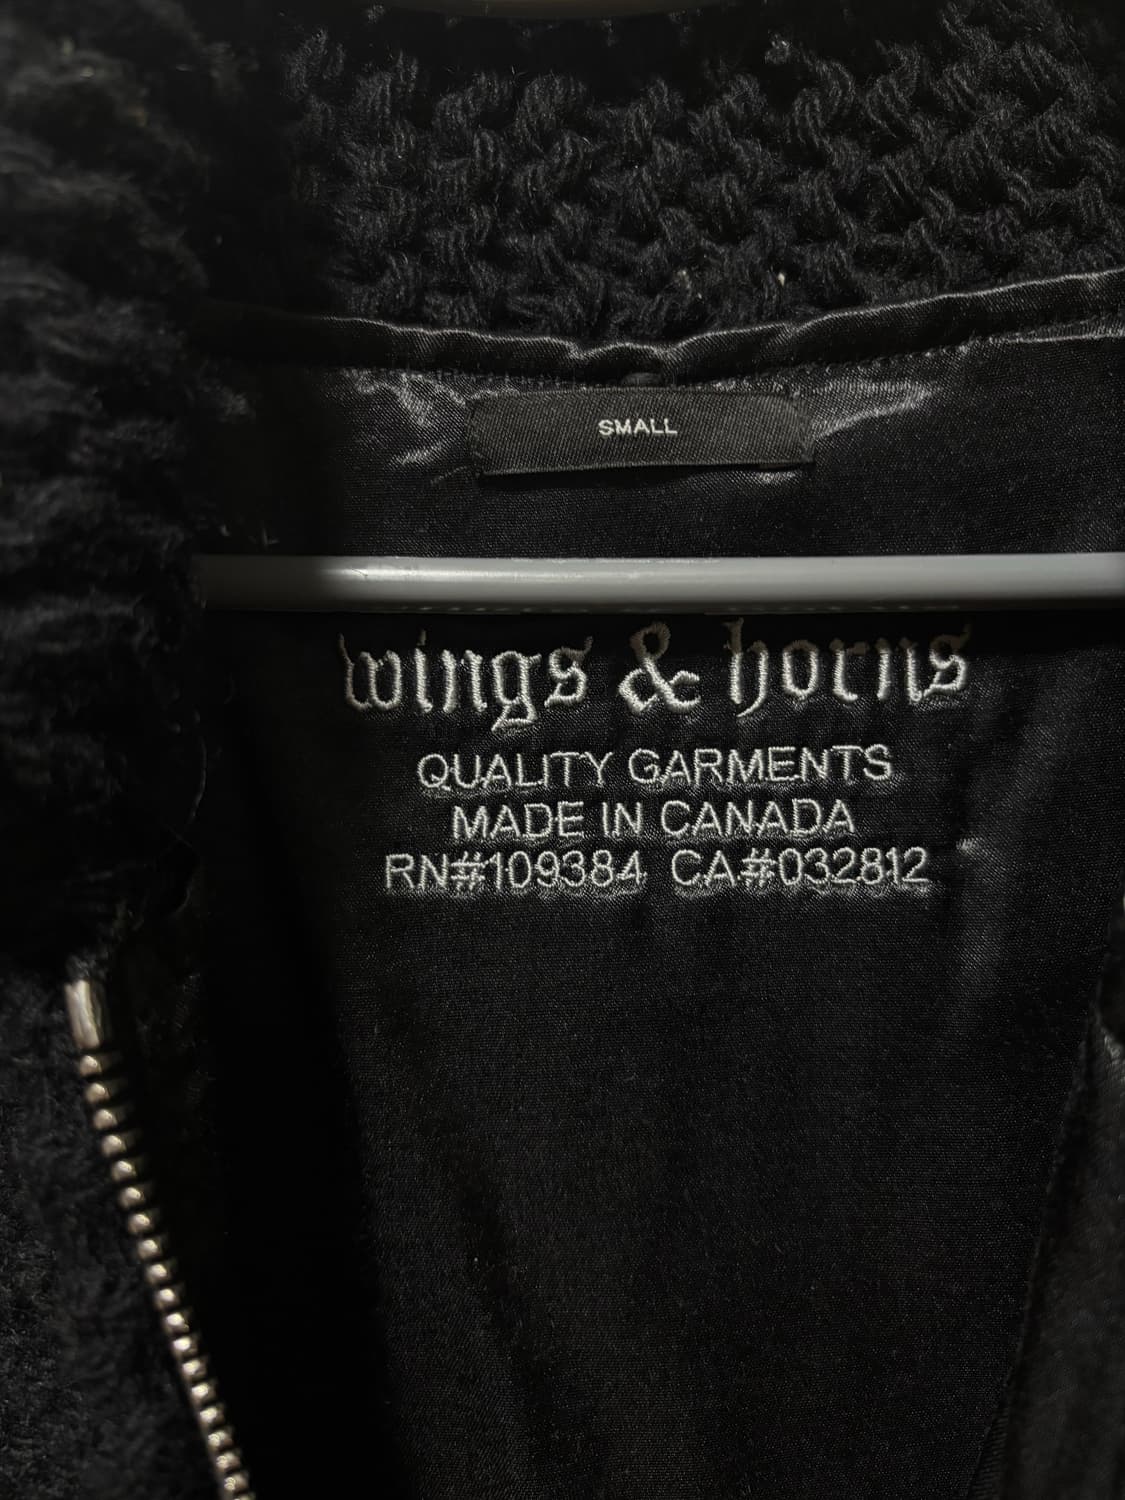 SMALL
wings & horns
QUALITY GARMENTS
MADE IN CANADA
RN#109384 CA#032812